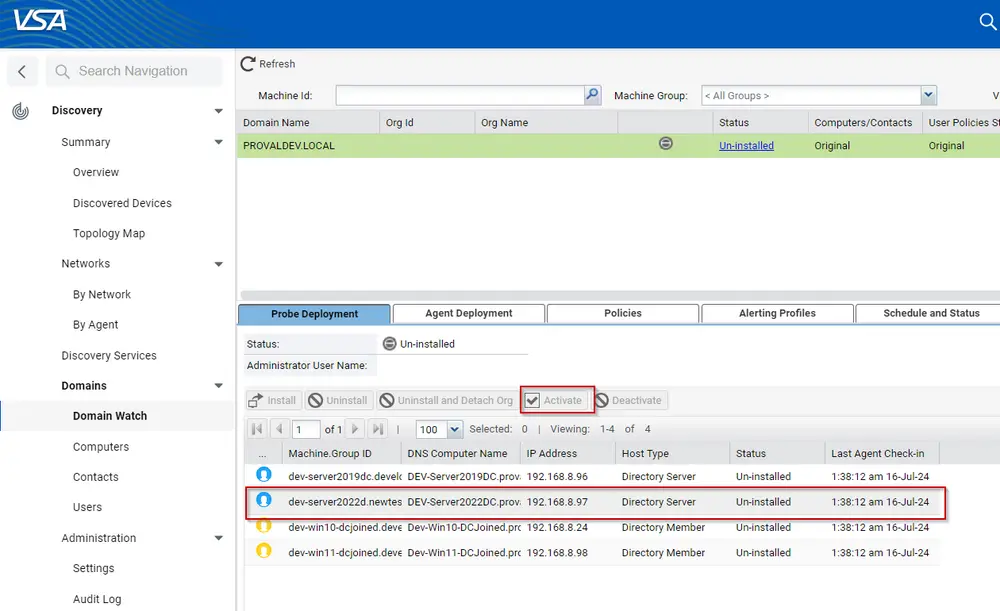 VSA
Search Navigation
Discovery
Summary
Overview
Discovered Devices
Topology Map
Networks
By Network
By Agent
Discovery Services
Domains
Domain Watch
Computers
Contacts
Users
Administration
Settings
Audit Log
Refresh
Machine Id: Machine Group: < All Groups > V
Domain Name Org Id Org Name Status Computers/Contacts User Policies St
PROVALDEV.LOCAL Un-installed Original Original
Probe Deployment Agent Deployment Policies Alerting Profiles Schedule and Status
Status: Un-installed
Administrator User Name:
Install Uninstall Uninstall and Detach Org Activate Deactivate
1 of 1 | 100 Selected: 0 | Viewing: 1-4 of 4
... Machine.Group ID DNS Computer Name IP Address Host Type Status Last Agent Check-in
dev-server2019dc.develo DEV-Server2019DC.prova 192.168.8.96 Directory Server Un-installed 1:38:12 am 16-Jul-24
dev-server2022d.newtes DEV-Server2022DC.prova 192.168.8.97 Directory Server Un-installed 1:38:12 am 16-Jul-24
dev-win10-dcjoined.deve Dev-Win10-DCJoined.pro 192.168.8.24 Directory Member Un-installed 1:38:12 am 16-Jul-24
dev-win11-dcjoined.deve Dev-Win11-DCJoined.pro 192.168.8.98 Directory Member Un-installed 1:38:12 am 16-Jul-24